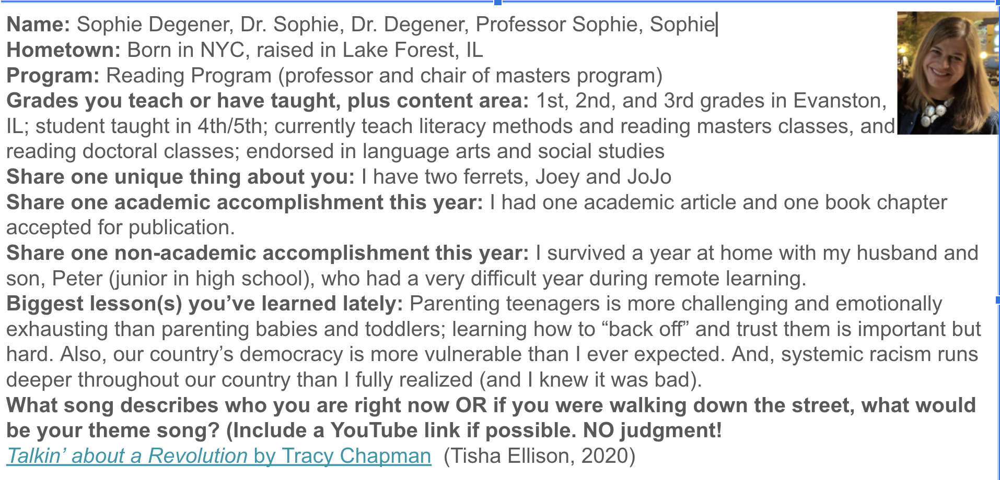 Name: Sophie Degener, Dr. Sophie, Dr. Degener, Professor Sophie, Sophie
Hometown: Born in NYC, raised in Lake Forest, IL
Program: Reading Program (professor and chair of masters program)
Grades you teach or have taught, plus content area: 1st, 2nd, and 3rd grades in Evanston,
IL; student taught in 4th/5th; currently teach literacy methods and reading masters classes, and
reading doctoral classes; endorsed in language arts and social studies
Share one unique thing about you: I have two ferrets, Joey and JoJo
Share one academic accomplishment this year: I had one academic article and one book chapter
accepted for publication.
Share one non-academic accomplishment this year: I survived a year at home with my husband and
son, Peter (junior in high school), who had a very difficult year during remote learning.
Biggest lesson(s) you’ve learned lately: Parenting teenagers is more challenging and emotionally
exhausting than parenting babies and toddlers; learning how to “back off” and trust them is important but
hard. Also, our country’s democracy is more vulnerable than I ever expected. And, systemic racism runs
deeper throughout our country than I fully realized (and I knew it was bad).
What song describes who you are right now OR if you were walking down the street, what would
be your theme song? (Include a YouTube link if possible. NO judgment!
Talkin’ about a Revolution by Tracy Chapman (Tisha Ellison, 2020)